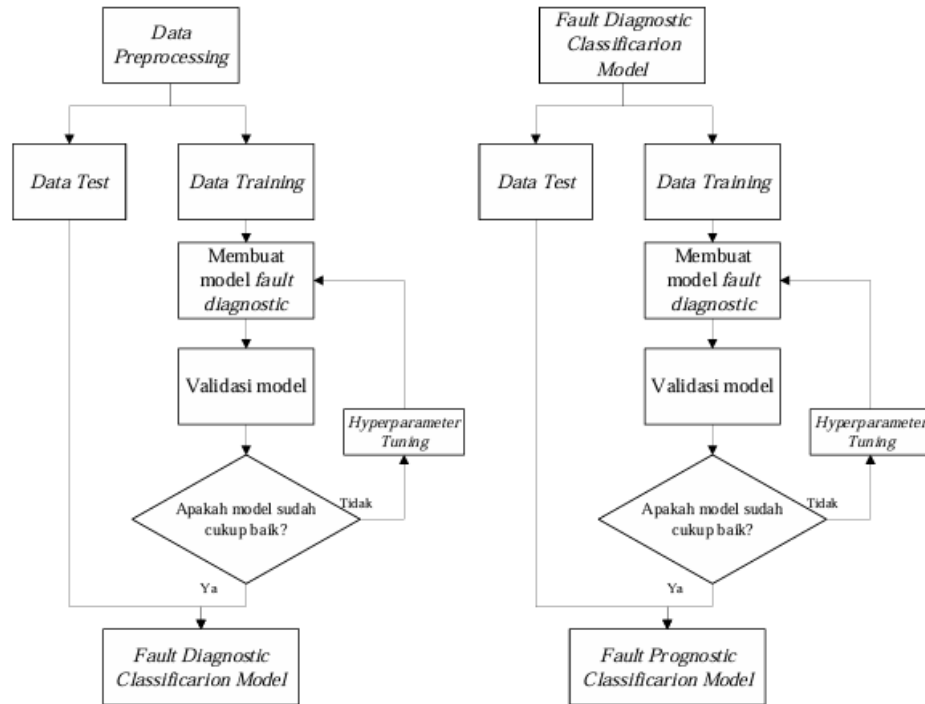 Data
Preprocessing
Data Test
Data Training
Membuat
model fault
diagnostic
Validasi model
Hyperparameter
Tuning
Apakah model sudah
cukup baik?
Tidak
Ya
Fault Diagnostic
Classificarion Model
Fault Diagnostic
Classificarion
Model
Data Test
Data Training
Membuat
model fault
diagnostic
Validasi model
Hyperparameter
Tuning
Apakah model sudah
cukup baik?
Tidak
Ya
Fault Prognostic
Classificarion Model